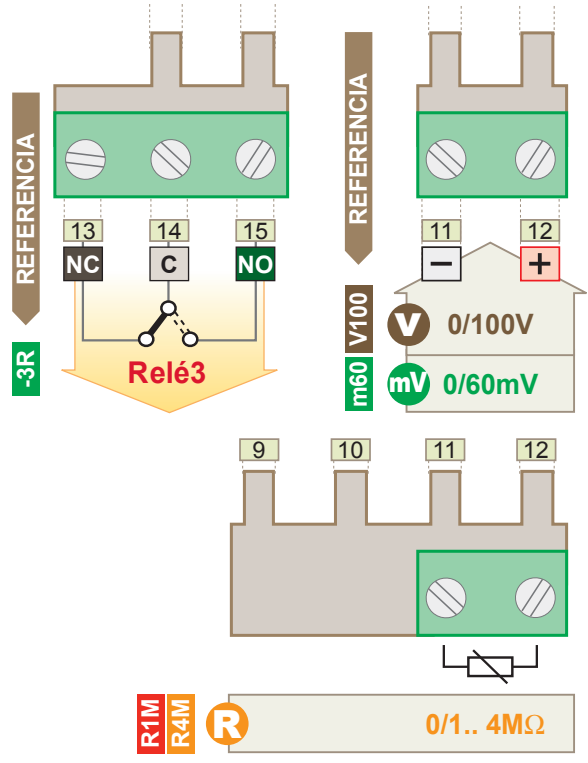 REFERENCIA
13 14 15
NC C NO
Relé3
-3R
REFERENCIA
11 12
− +
V100 V 0/100V
m60 mV 0/60mV
9 10 11 12
R1M R4M R 0/1.. 4MΩ